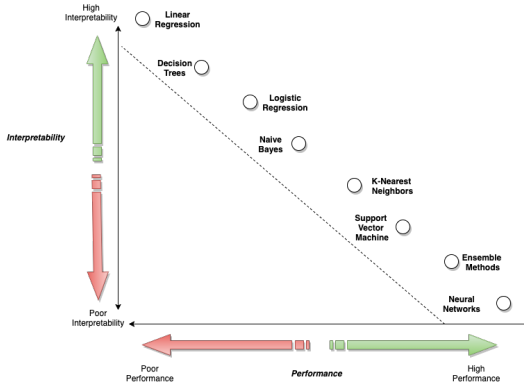 High
Interpretability
Linear
Regression
Decision
Trees
Logistic
Regression
Interpretability
Naive
Bayes
K-Nearest
Neighbors
Support
Vector
Machine
Ensemble
Methods
Neural
Networks
Poor
Interpretability
Poor
Performance
Performance
High
Performance